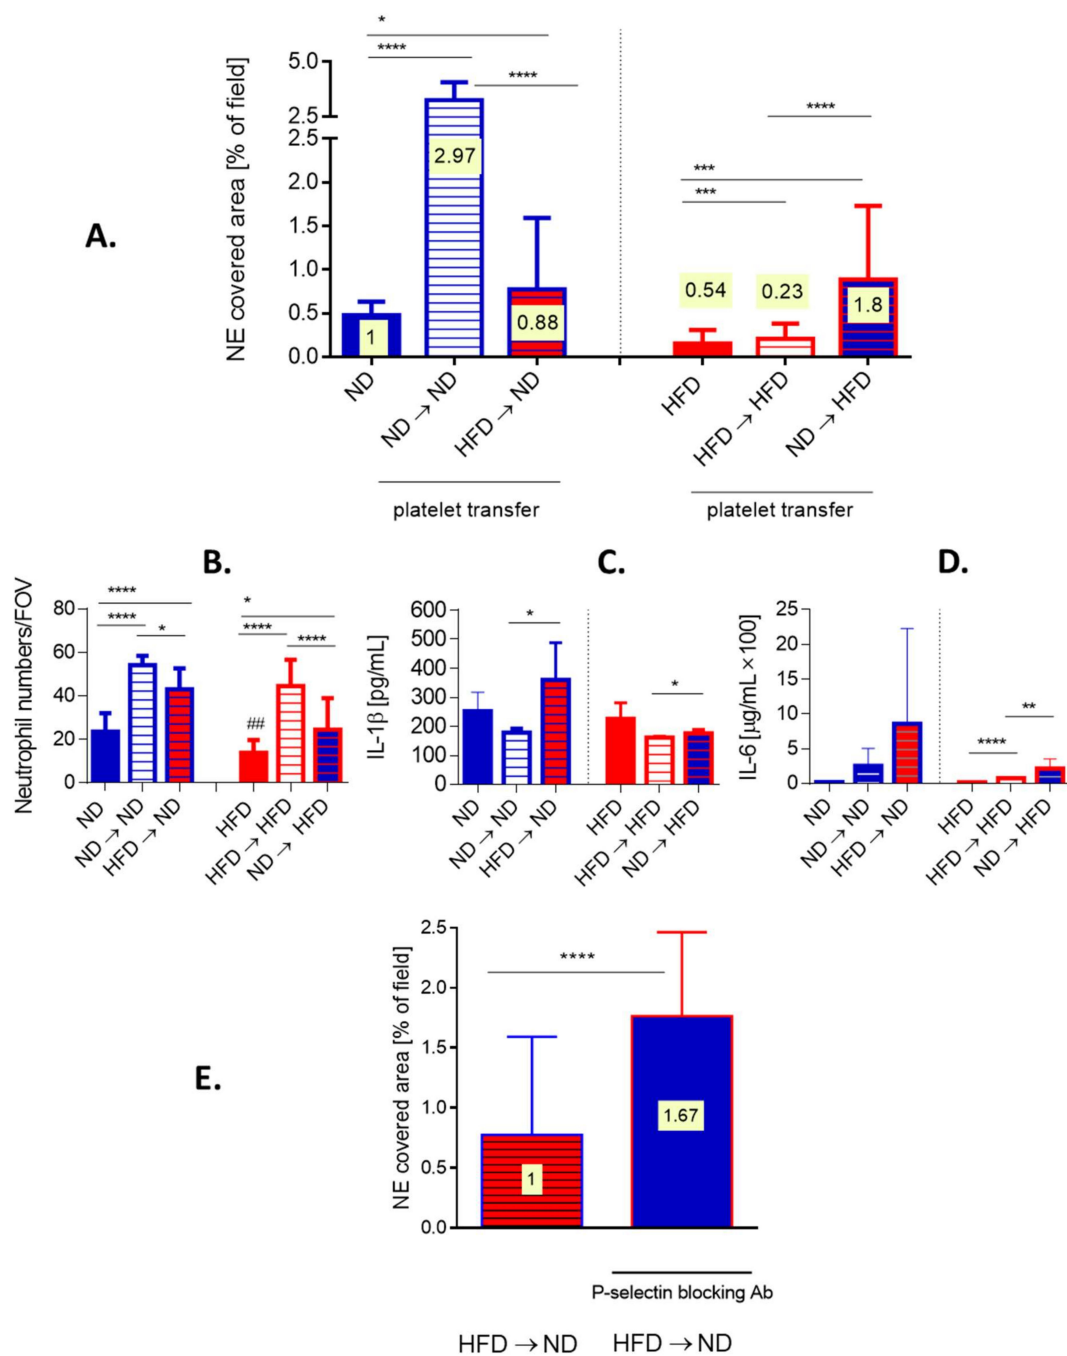 A.
NE covered area [% of field]
5.0
2.5
2.5
2.0
1.5
1.0
0.5
0.0
*
****
****
****
***
***
1
2.97
0.88
0.54
0.23
1.8
ND
ND → ND
HFD → ND
HFD
HFD → HFD
ND → HFD
platelet transfer
platelet transfer
B.
Neutrophil numbers/FOV
80
60
40
20
0
****
****
*
*
****
****
##
ND
ND → ND
HFD → ND
HFD
HFD → HFD
ND → HFD
C.
IL-1β [pg/mL]
600
500
400
300
200
100
0
*
*
ND
ND → ND
HFD → ND
HFD
HFD → HFD
ND → HFD
D.
IL-6 [µg/mL ×100]
25
20
15
10
5
0
**
****
ND
ND → ND
HFD → ND
HFD
HFD → HFD
ND → HFD
E.
NE covered area [% of field]
2.5
2.0
1.5
1.0
0.5
0.0
****
1
1.67
P-selectin blocking Ab
HFD → ND HFD → ND